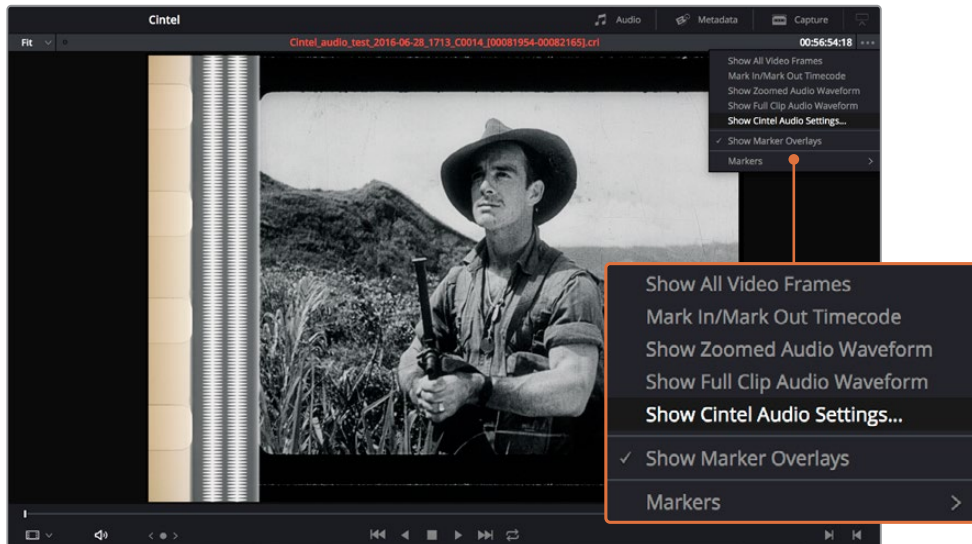 Cintel
Audio
Metadata
Capture
Fit
Cintel_audio_test_2016-06-28_1713_C0014_[00081954-00082165].cri
00:56:54:18
Show All Video Frames
Mark In/Mark Out Timecode
Show Zoomed Audio Waveform
Show Full Clip Audio Waveform
Show Cintel Audio Settings...
Show Marker Overlays
Markers
Show All Video Frames
Mark In/Mark Out Timecode
Show Zoomed Audio Waveform
Show Full Clip Audio Waveform
Show Cintel Audio Settings...
Show Marker Overlays
Markers